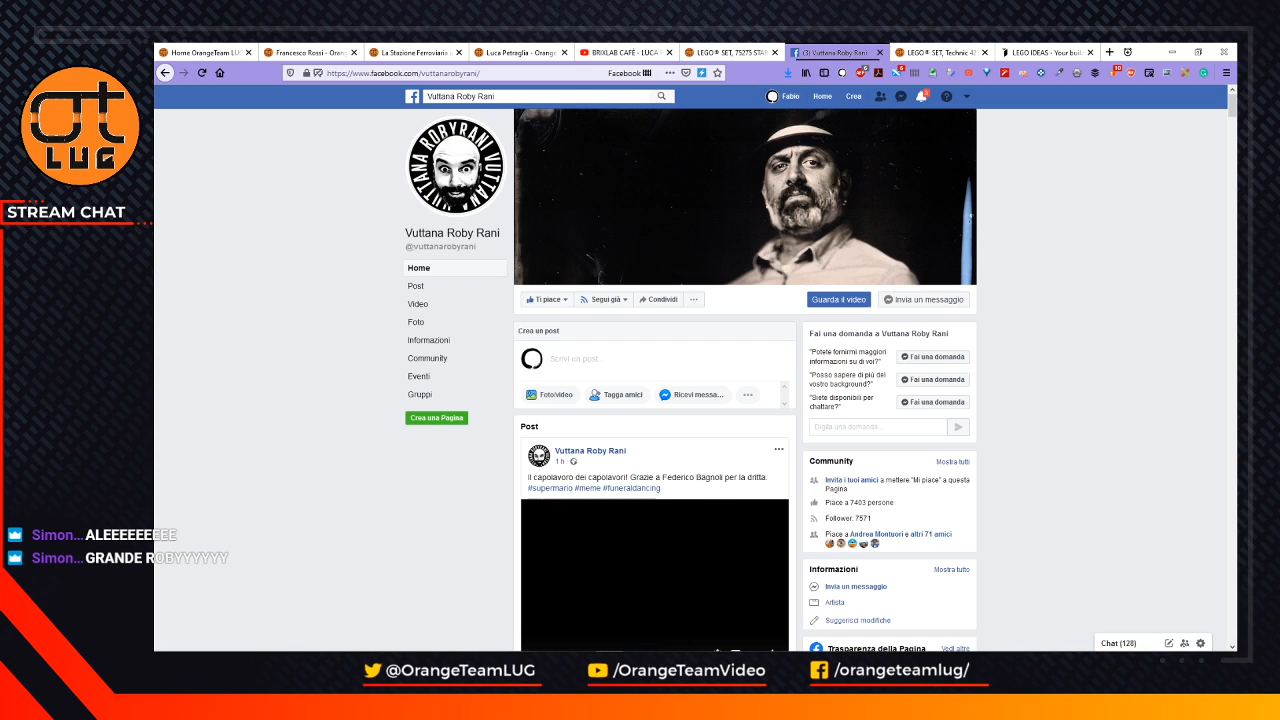 Home OrangeTeam LUG
Francesco Rossi - Orang
La Stazione Ferroviaria in
Luca Petraglia - Orange
BRIXLAB CAFÉ - LUCA P
LEGO® SET, 75275 STAR
(3) Vuttana Roby Rani
LEGO® SET, Technic 42
LEGO IDEAS - Your build
https://www.facebook.com/vuttanarobyrani/
Facebook
Vuttana Roby Rani
Fabio
Home
Crea
3
OT
LUG
STREAM CHAT
VUTTANA ROBYRANI
Vuttana Roby Rani
@vuttanarobyrani
Home
Post
Video
Foto
Informazioni
Community
Eventi
Gruppi
Crea una Pagina
Ti piace
Segui già
Condividi
Guarda il video
Invia un messaggio
Crea un post
Scrivi un post...
Foto/video
Tagga amici
Ricevi messa...
Post
Vuttana Roby Rani
1 h
Il capolavoro dei capolavori! Grazie a Federico Bagnoli per la dritta.
#supermario #meme #funeraldancing
Fai una domanda a Vuttana Roby Rani
"Potete fornirmi maggiori
informazioni su di voi?"
Fai una domanda
"Posso sapere di più del
vostro background?"
Fai una domanda
"Siete disponibili per
chattare?"
Fai una domanda
Digita una domanda...
Community
Mostra tutti
Invita i tuoi amici a mettere "Mi piace" a questa
Pagina
Piace a 7403 persone
Follower: 7571
Piace a Andrea Montuori e altri 71 amici
Informazioni
Mostra tutto
Invia un messaggio
Artista
Suggerisci modifiche
Trasparenza della Pagina
Vedi altre
Chat (128)
Simon... ALEEEEEEEE
Simon... GRANDE ROBYYYYYY
@OrangeTeamLUG
/OrangeTeamVideo
/orangeteamlug/